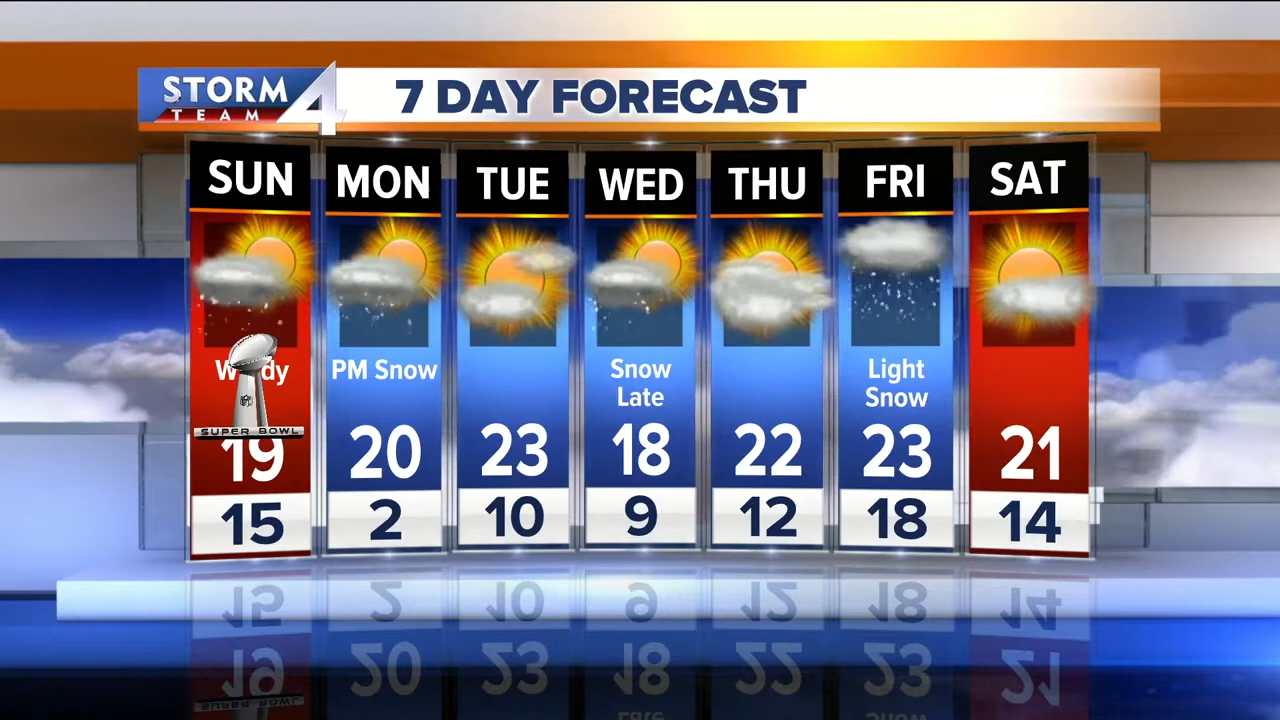 STORM
TEAM 4
7 DAY FORECAST
SUN MON TUE WED THU FRI SAT
PM Snow Snow Late Light Snow
NFL
SUPER BOWL
19 20 23 18 22 23 21
15 2 10 9 12 18 14